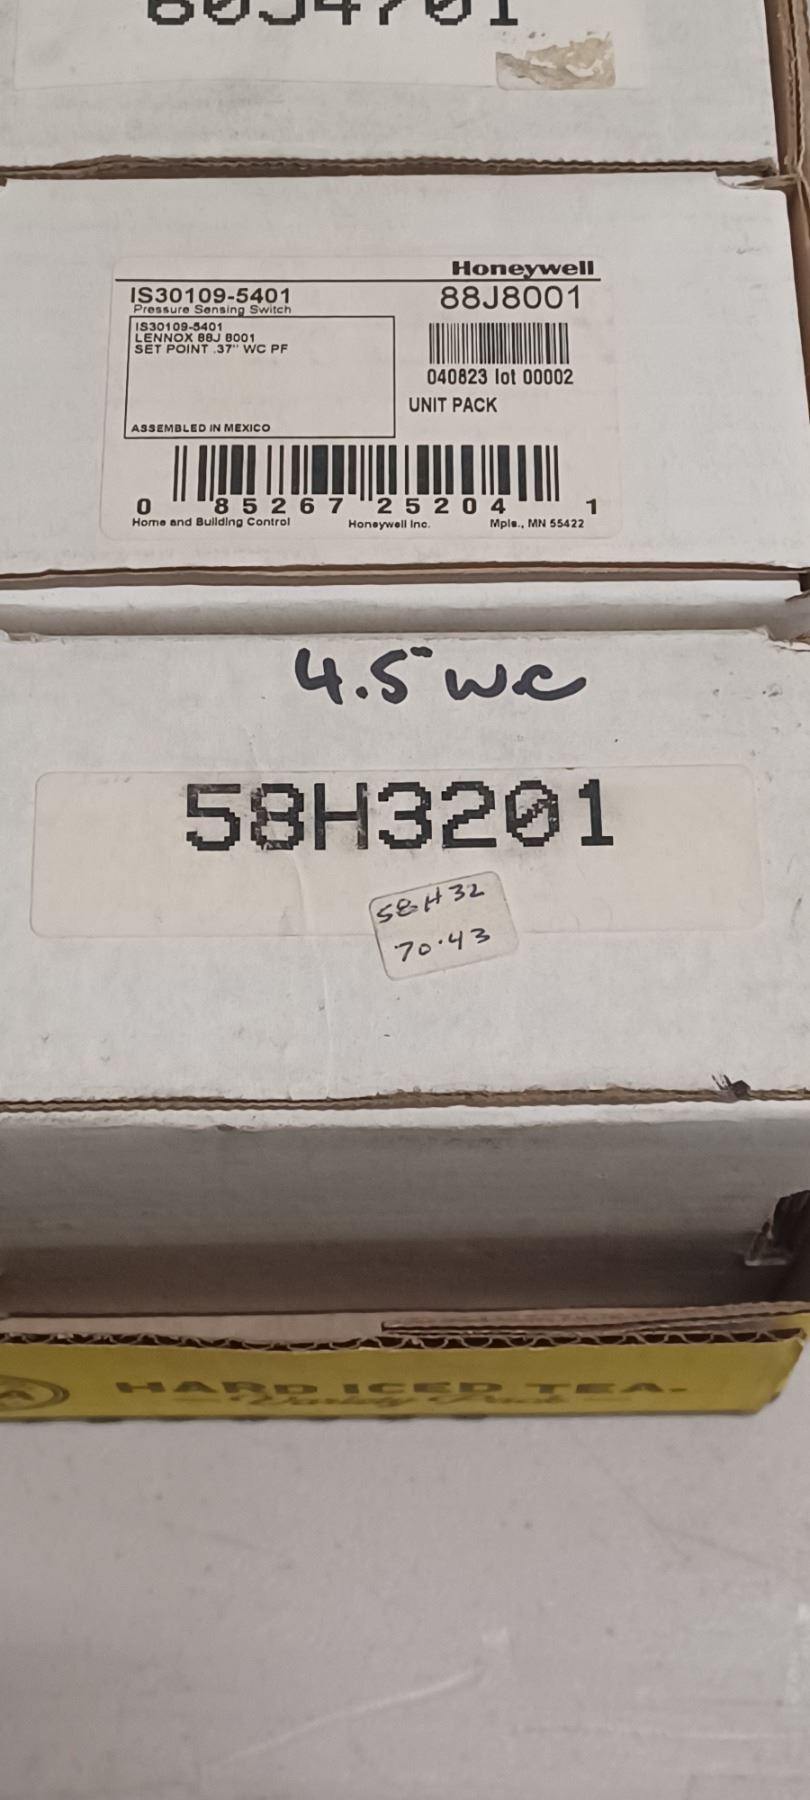 Honeywell
IS30109-5401
88J8001
Pressure Sensing Switch
IS30109-5401
LENNOX 88J 8001
SET POINT .37" WC PF
040823 lot 00002
UNIT PACK
ASSEMBLED IN MEXICO
0 85267 25204 1
Home and Building Control Honeywell Inc. Mpls., MN 55422
4.5" wc
58H3201
58H32
70.43
HARD ICED TEA
Variety Pack